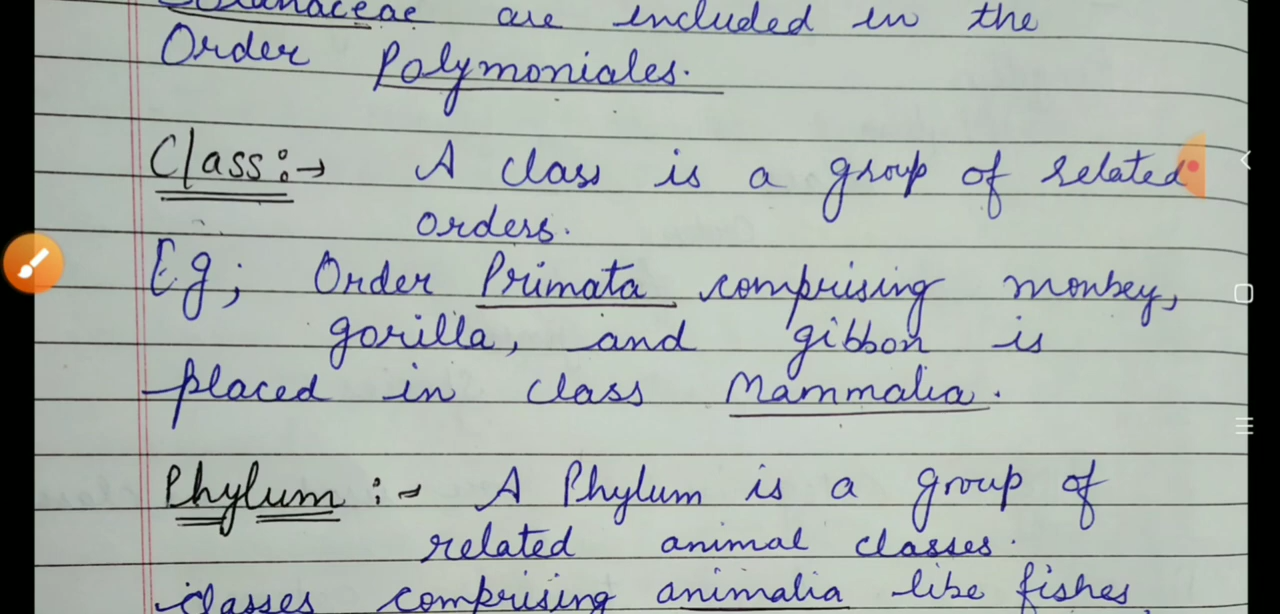 are included in the
Order Polymoniales.
Class:→ A class is a group of related
orders.
Eg; Order Primata comprising monkey,
gorilla, and gibbon is
placed in class Mammalia.
Phylum :- A Phylum is a group of
related animal classes.
classes comprising animalia like fishes,